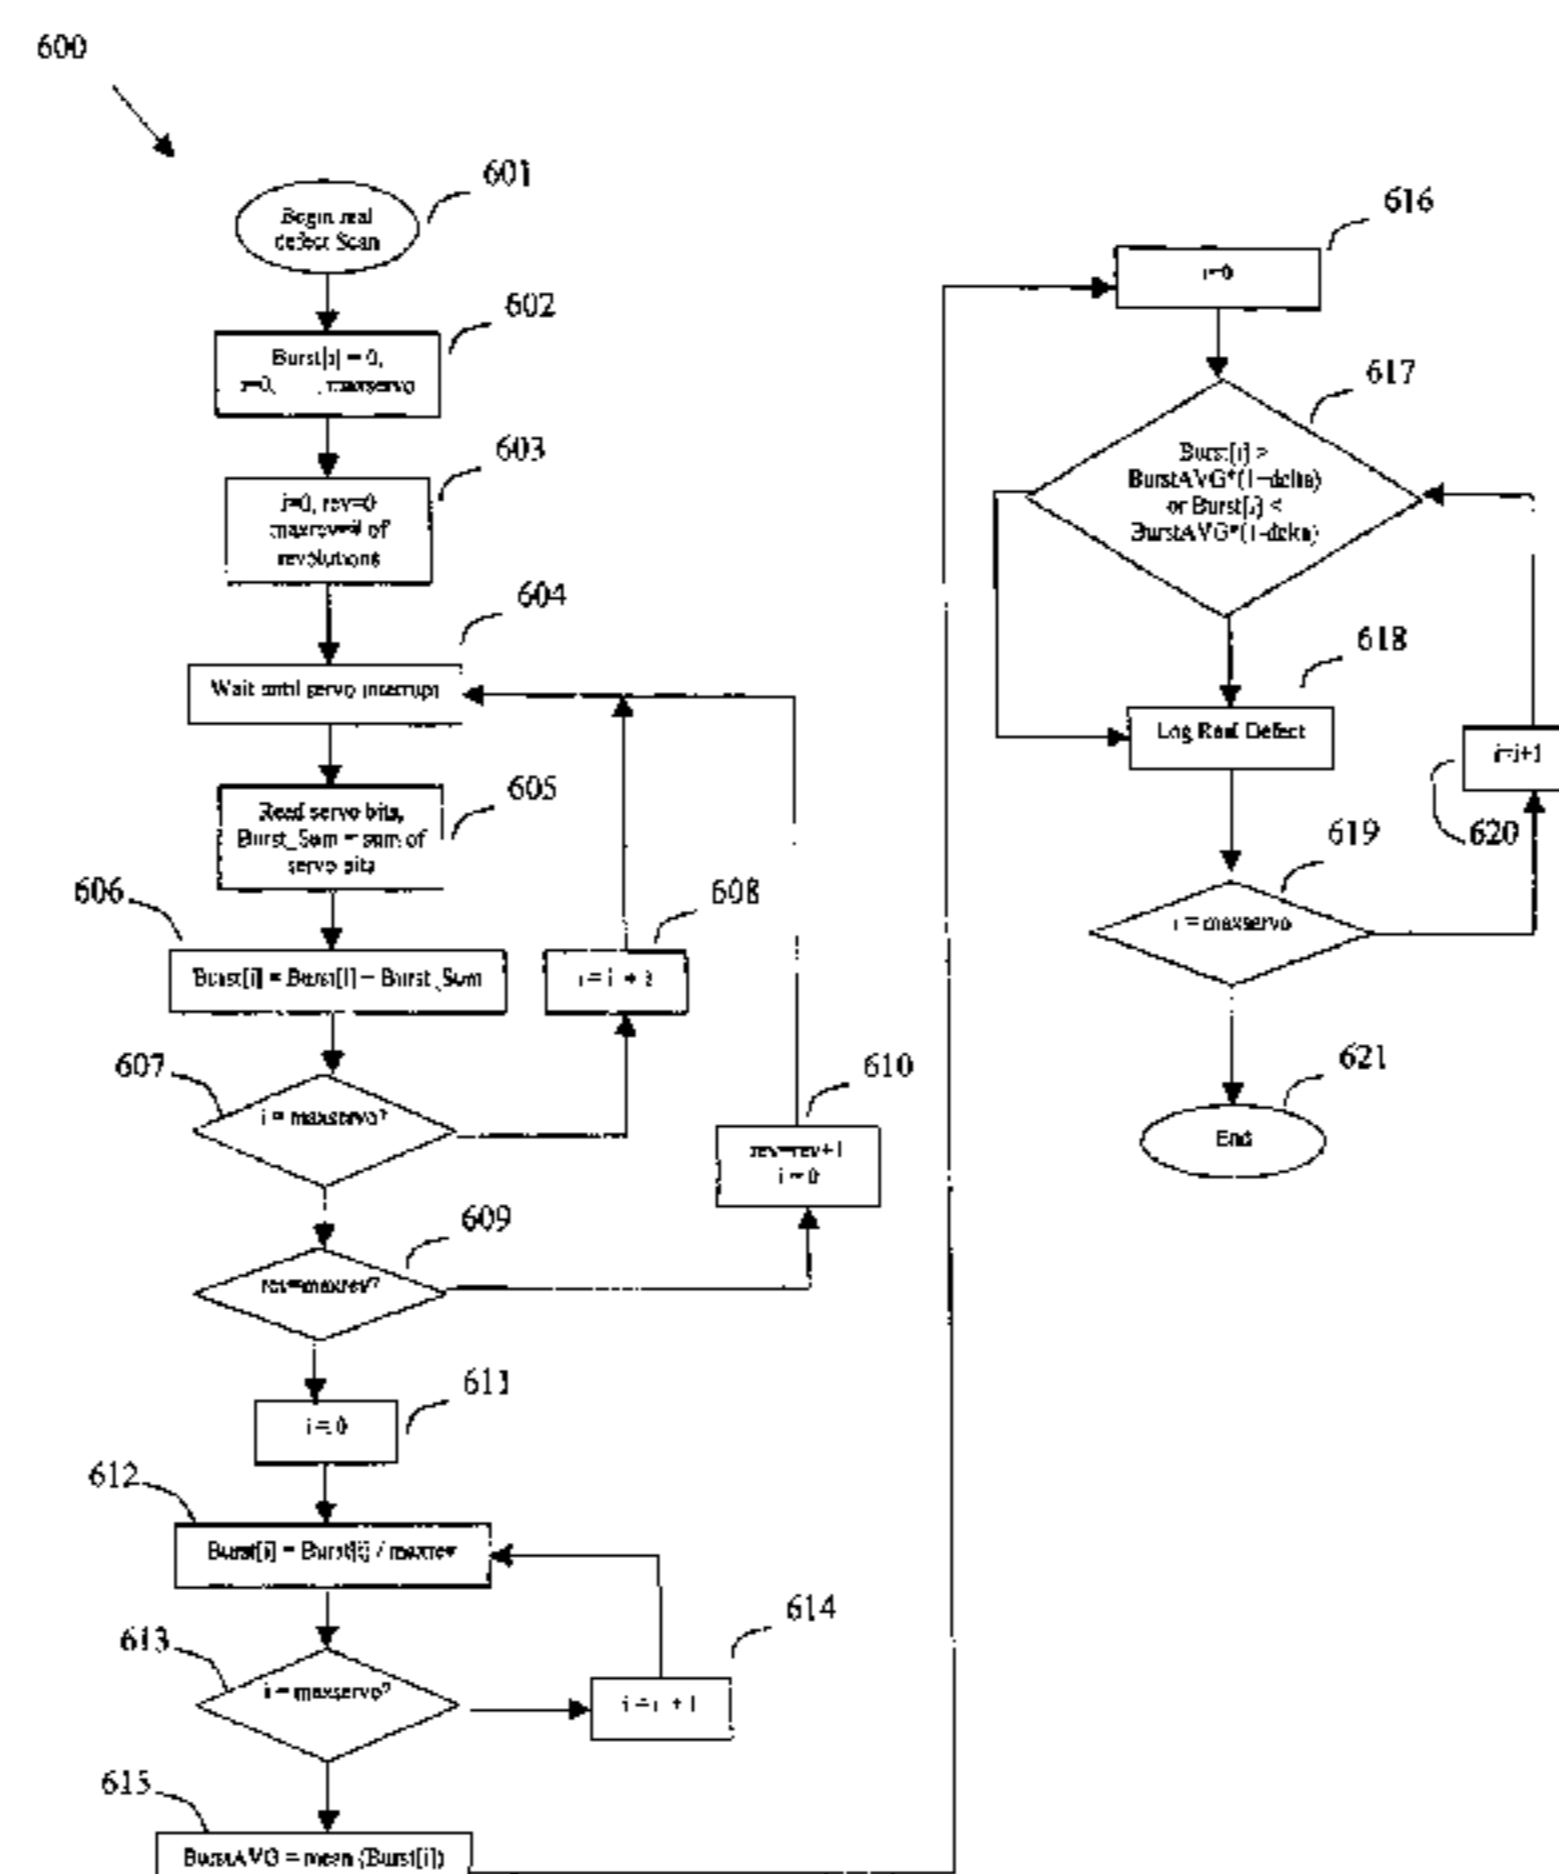 600
601
Begin real
defect Scan
602
Burst[i] = 0,
i=0, , maxservo
603
i=0, rev=0
maxrev=# of
revolutions
604
Wait until servo interrupt
605
Read servo bits,
Burst_Sum = sum of
servo bits
606
Burst[i] = Burst[i] + Burst_Sum
608
607
i = maxservo?
610
rev=rev+1
i = 0
609
rev=maxrev?
611
i = 0
612
Burst[i] = Burst[i] / maxrev
614
613
i = maxservo?
i = i + 1
615
BurstAVG = mean (Burst[i])
616
i=0
617
Burst[i] >
BurstAVG*(1+delta)
or Burst[i] <
BurstAVG*(1-delta)
618
Log Real Defect
i=i+1
620
619
i = maxservo
621
End